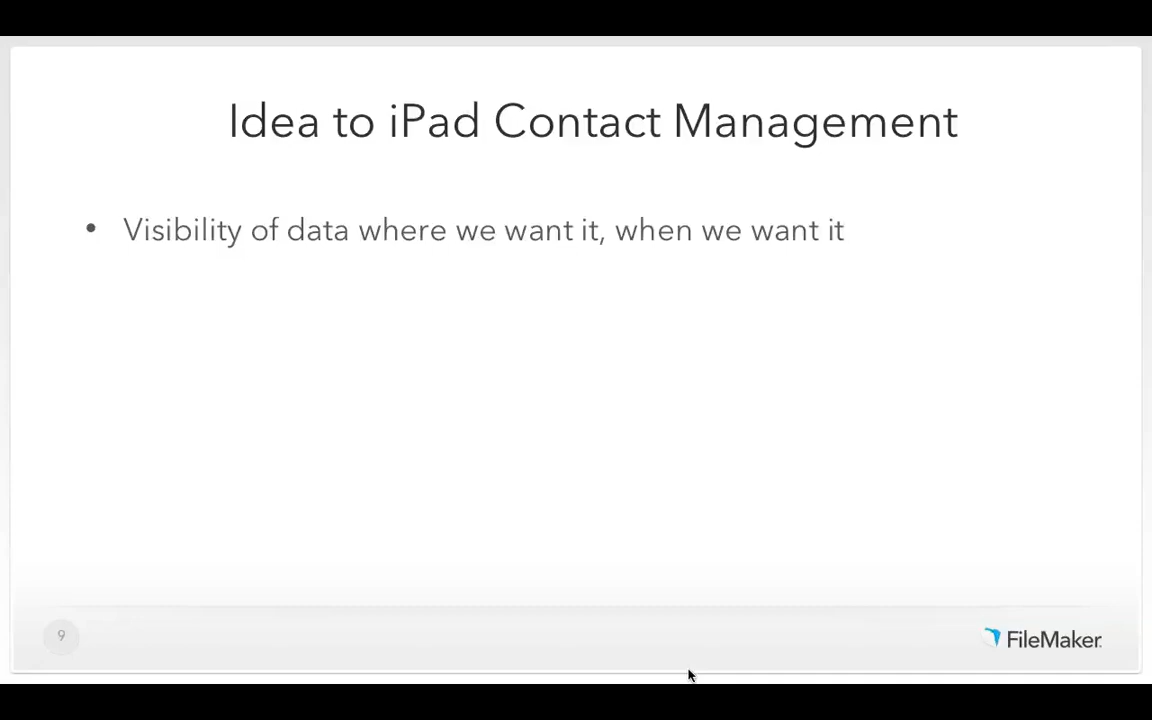 Idea to iPad Contact Management
• Visibility of data where we want it, when we want it
9
FileMaker